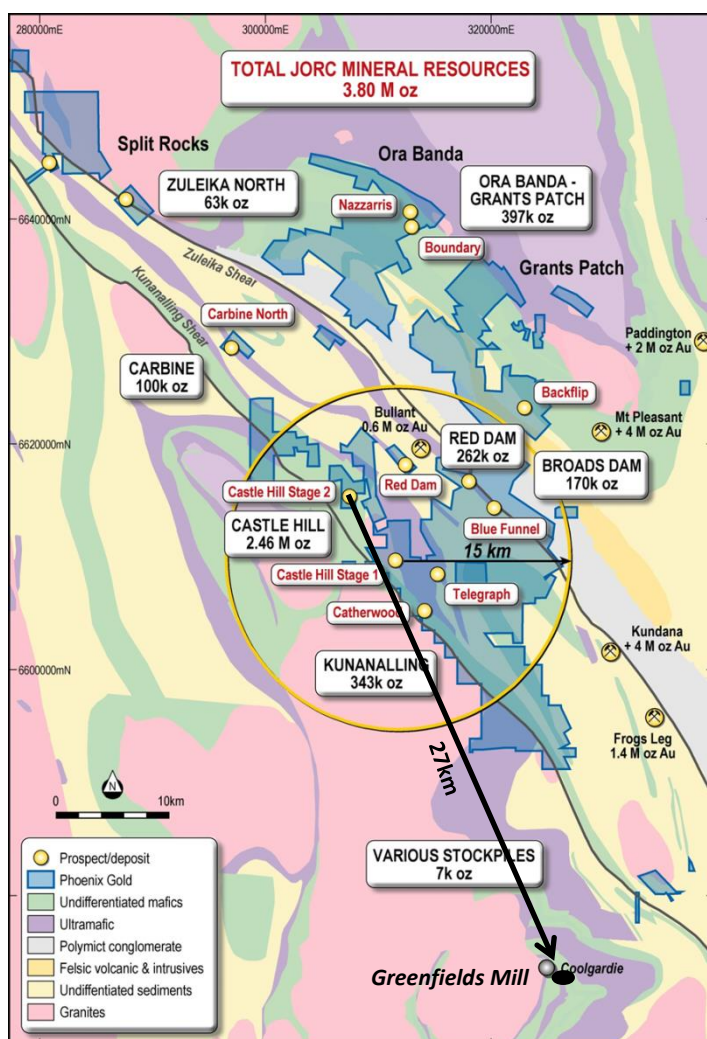 280000mE
300000mE
320000mE
TOTAL JORC MINERAL RESOURCES
3.80 M oz
Split Rocks
Ora Banda
ZULEIKA NORTH
63k oz
ORA BANDA -
GRANTS PATCH
397k oz
Nazzarris
6640000mN
Boundary
Zuleika Shear
Grants Patch
Kunanalling Shear
Carbine North
Paddington
+ 2 M oz Au
CARBINE
100k oz
Backflip
Bullant
0.6 M oz Au
Mt Pleasant
+ 4 M oz Au
6620000mN
RED DAM
262k oz
BROADS DAM
170k oz
Red Dam
Castle Hill Stage 2
CASTLE HILL
2.46 M oz
Blue Funnel
15 km
Castle Hill Stage 1
Telegraph
Catherwood
Kundana
+ 4 M oz Au
6600000mN
KUNANALLING
343k oz
Frogs Leg
1.4 M oz Au
27km
0
10km
VARIOUS STOCKPILES
7k oz
Prospect/deposit
Phoenix Gold
Undifferentiated mafics
Ultramafic
Polymict conglomerate
Felsic volcanic & intrusives
Undiffentiated sediments
Granites
Greenfields Mill
Coolgardie